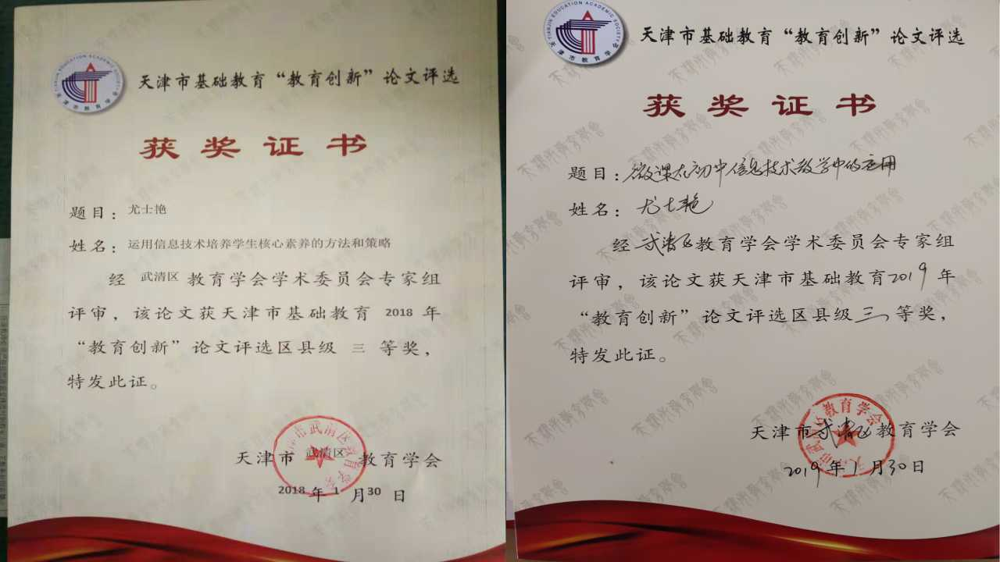 TIANJIN EDUCATION ACADEMIC SOCIETY
天津市教育学会
天津市基础教育“教育创新”论文评选
获奖证书
题目：尤士艳
姓名：运用信息技术培养学生核心素养的方法和策略
经 武清区 教育学会学术委员会专家组
评审，该论文获天津市基础教育 2018 年
“教育创新”论文评选区县级 三 等奖，
特发此证。
天津市 武清区 教育学会
2018 年 1 月 30 日
TIANJIN EDUCATION ACADEMIC SOCIETY
天津市教育学会
天津市基础教育“教育创新”论文评选
获奖证书
题目：微课在初中信息技术教学中的应用
姓名：尤士艳
经武清区教育学会学术委员会专家组
评审，该论文获天津市基础教育2019年
“教育创新”论文评选区县级三等奖，
特发此证。
天津市武清区教育学会
2019年1月30日